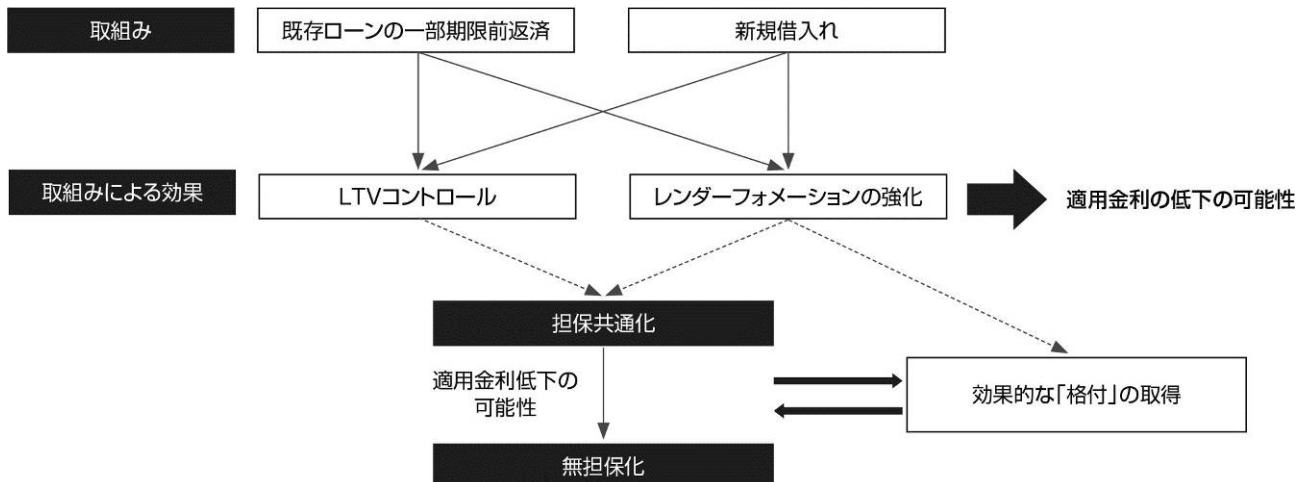 取組み
既存ローンの一部期限前返済
新規借入れ
取組みによる効果
LTVコントロール
レンダーフォメーションの強化
適用金利の低下の可能性
担保共通化
適用金利低下の
可能性
効果的な「格付」の取得
無担保化